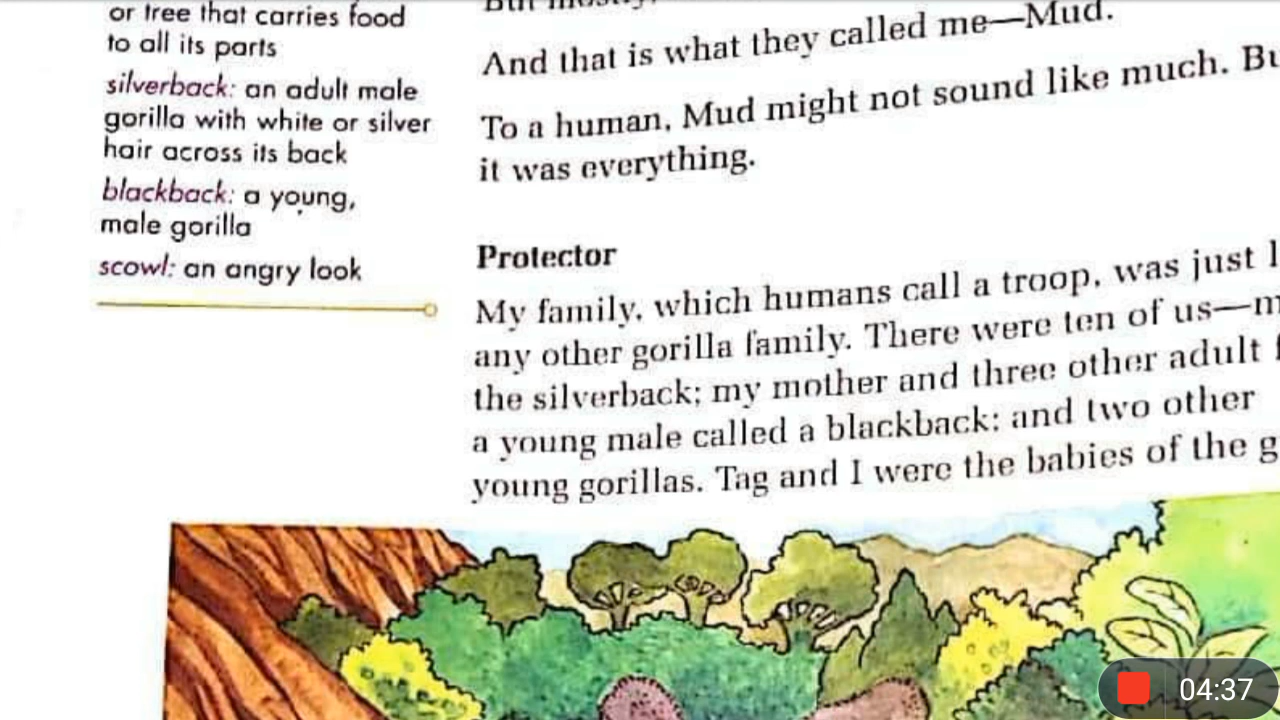 or tree that carries food
to all its parts
silverback: an adult male
gorilla with white or silver
hair across its back
blackback: a young,
male gorilla
scowl: an angry look
But mostly,
And that is what they called me—Mud.
To a human, Mud might not sound like much. Bu
it was everything.
Protector
My family, which humans call a troop, was just l
any other gorilla family. There were ten of us—m
the silverback; my mother and three other adult f
a young male called a blackback; and two other
young gorillas. Tag and I were the babies of the g
04:37